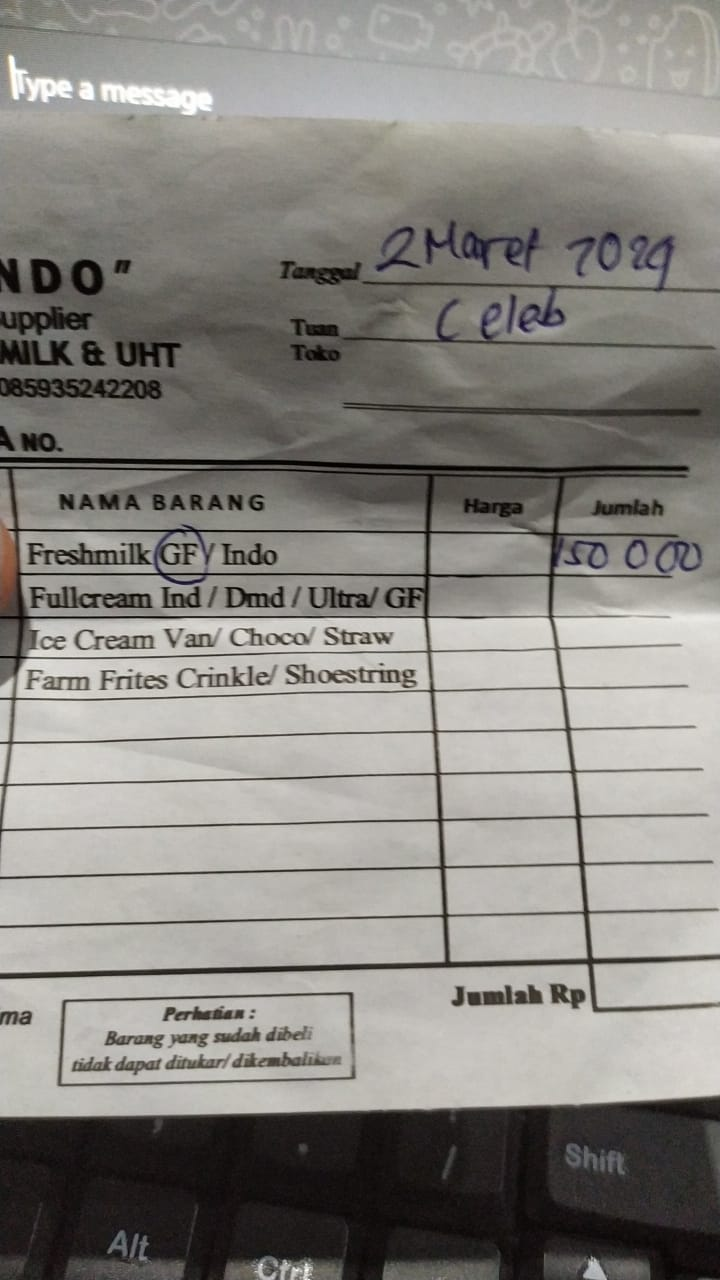 Type a message
NDO"
upplier
MILK & UHT
085935242208
A NO.
Tanggal 2 Maret 2029
Tuan Celeb
Toko
NAMA BARANG Harga Jumlah
Freshmilk GF / Indo 150 000
Fullcream Ind / Dmd / Ultra/ GF
Ice Cream Van/ Choco/ Straw
Farm Frites Crinkle/ Shoestring
Jumlah Rp
ma
Perhatian :
Barang yang sudah dibeli
tidak dapat ditukar/ dikembalikan
/
Shift
Alt
Ctrl